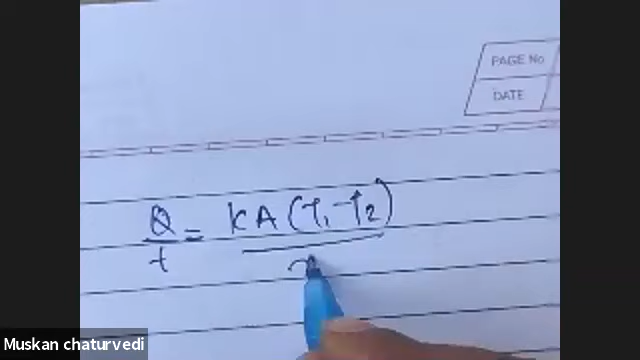 PAGE No
DATE
Q/t = KA(T₁-T₂)
Muskan chaturvedi